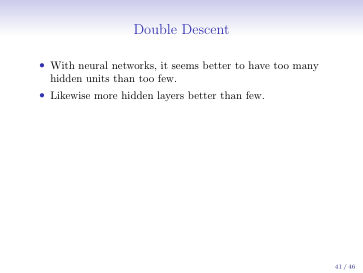 Double Descent
• With neural networks, it seems better to have too many
hidden units than too few.
• Likewise more hidden layers better than few.
41 / 46